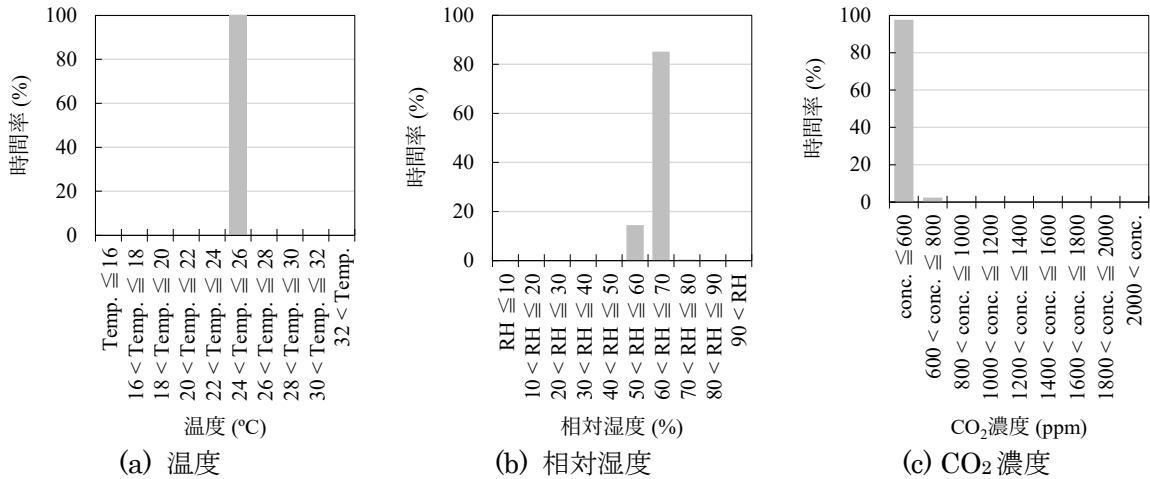 100
80
60
40
20
0
時間率 (%)
Temp. ≦ 16
16 < Temp. ≦ 18
18 < Temp. ≦ 20
20 < Temp. ≦ 22
22 < Temp. ≦ 24
24 < Temp. ≦ 26
26 < Temp. ≦ 28
28 < Temp. ≦ 30
30 < Temp. ≦ 32
32 < Temp.
温度 (ºC)
(a) 温度
100
80
60
40
20
0
時間率 (%)
RH ≦ 10
10 < RH ≦ 20
20 < RH ≦ 30
30 < RH ≦ 40
40 < RH ≦ 50
50 < RH ≦ 60
60 < RH ≦ 70
70 < RH ≦ 80
80 < RH ≦ 90
90 < RH
相対湿度 (%)
(b) 相対湿度
100
80
60
40
20
0
時間率 (%)
conc. ≦600
600 < conc. ≦ 800
800 < conc. ≦1000
1000 < conc. ≦ 1200
1200 < conc. ≦ 1400
1400 < conc. ≦ 1600
1600 < conc. ≦ 1800
1800 < conc. ≦ 2000
2000 < conc.
CO₂濃度 (ppm)
(c) CO₂ 濃度